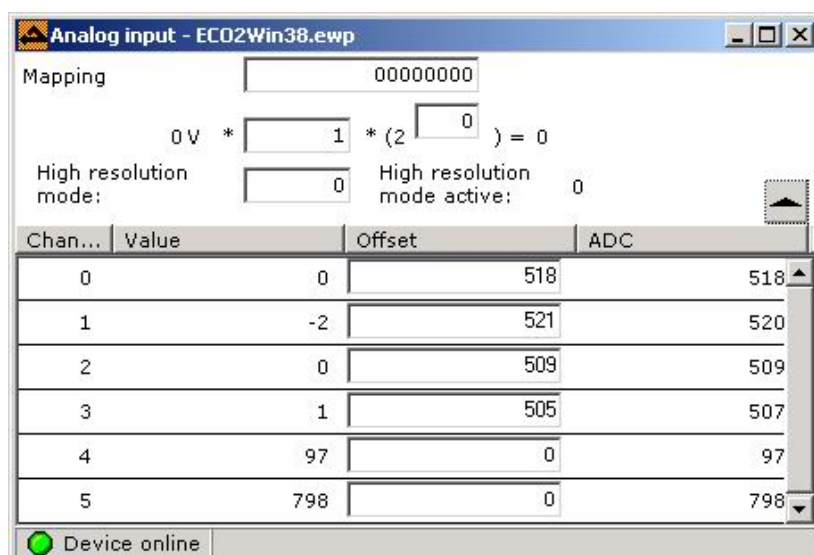 Analog input - ECO2Win38.ewp
Mapping 00000000
0 V * 1 * (2 0 ) = 0
High resolution mode: 0 High resolution mode active: 0
Chan... Value Offset ADC
0 0 518 518
1 -2 521 520
2 0 509 509
3 1 505 507
4 97 0 97
5 798 0 798
Device online